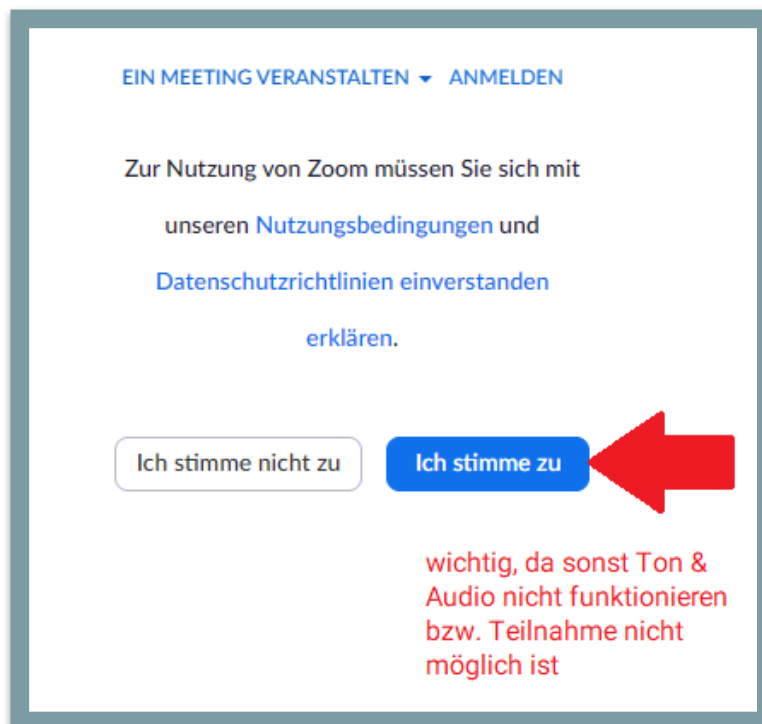 EIN MEETING VERANSTALTEN ANMELDEN
Zur Nutzung von Zoom müssen Sie sich mit
unseren Nutzungsbedingungen und
Datenschutzrichtlinien einverstanden
erklären.
Ich stimme nicht zu Ich stimme zu
wichtig, da sonst Ton &
Audio nicht funktionieren
bzw. Teilnahme nicht
möglich ist